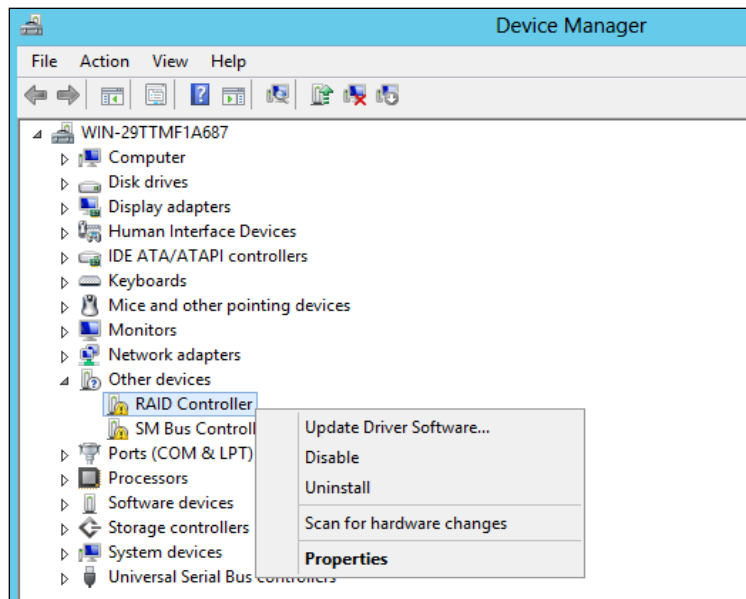 Device Manager
File Action View Help
WIN-29TTMF1A687
Computer
Disk drives
Display adapters
Human Interface Devices
IDE ATA/ATAPI controllers
Keyboards
Mice and other pointing devices
Monitors
Network adapters
Other devices
RAID Controller
SM Bus Controll
Update Driver Software...
Ports (COM & LPT)
Disable
Processors
Uninstall
Software devices
Storage controllers
Scan for hardware changes
System devices
Properties
Universal Serial Bus controllers